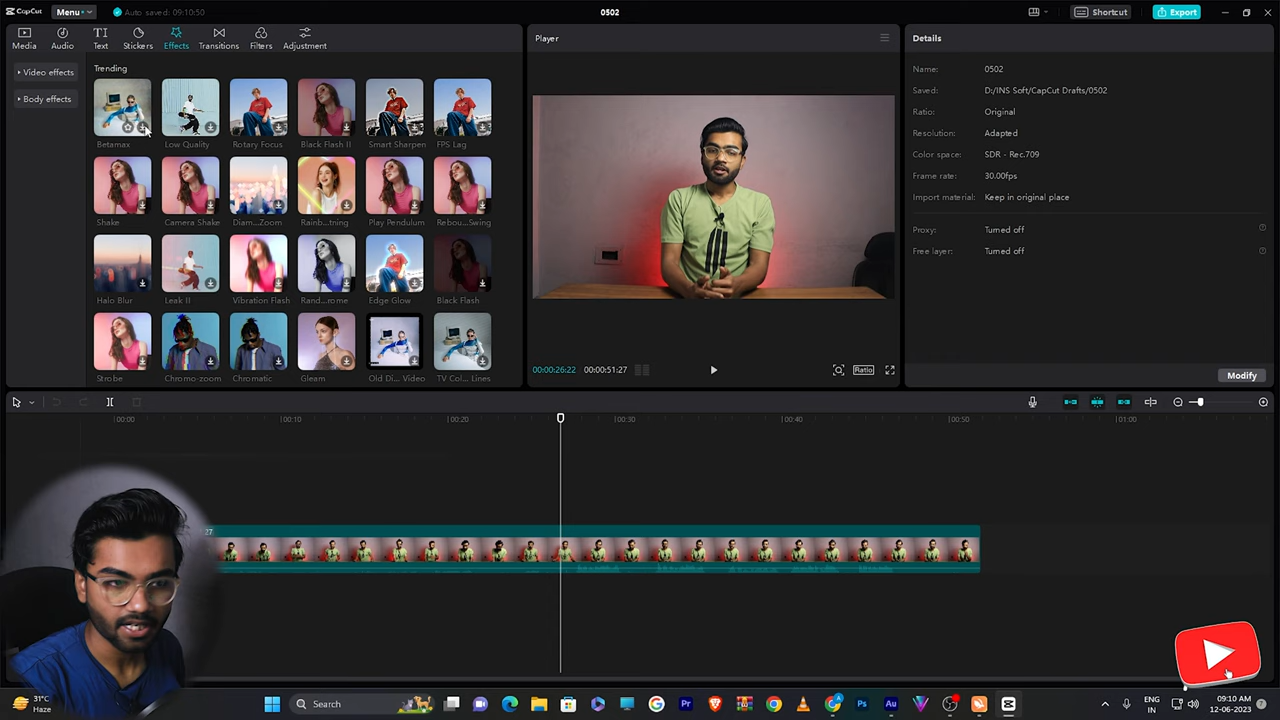 CapCut
Menu
Auto saved: 09:10:50
0502
Shortcut
Export
Media
Audio
Text
Stickers
Effects
Transitions
Filters
Adjustment
Video effects
Body effects
Trending
Betamax
Low Quality
Rotary Focus
Black Flash II
Smart Sharpen
FPS Lag
Shake
Camera Shake
Diam...Zoom
Rainb...tning
Play Pendulum
Rebou...Swing
Halo Blur
Leak II
Vibration Flash
Rand...rome
Edge Glow
Black Flash
Strobe
Chromo-zoom
Chromatic
Gleam
Old Di... Video
TV Col... Lines
Player
00:00:26:22
00:00:51:27
Ratio
Details
Name: 0502
Saved: D:/INS Soft/CapCut Drafts/0502
Ratio: Original
Resolution: Adapted
Color space: SDR - Rec.709
Frame rate: 30.00fps
Import material: Keep in original place
Proxy: Turned off
Free layer: Turned off
Modify
00:00
00:10
00:20
00:30
00:40
00:50
01:00
27
31°C
Haze
Search
Pr
Ps
Au
ENG
IN
09:10 AM
12-06-2023